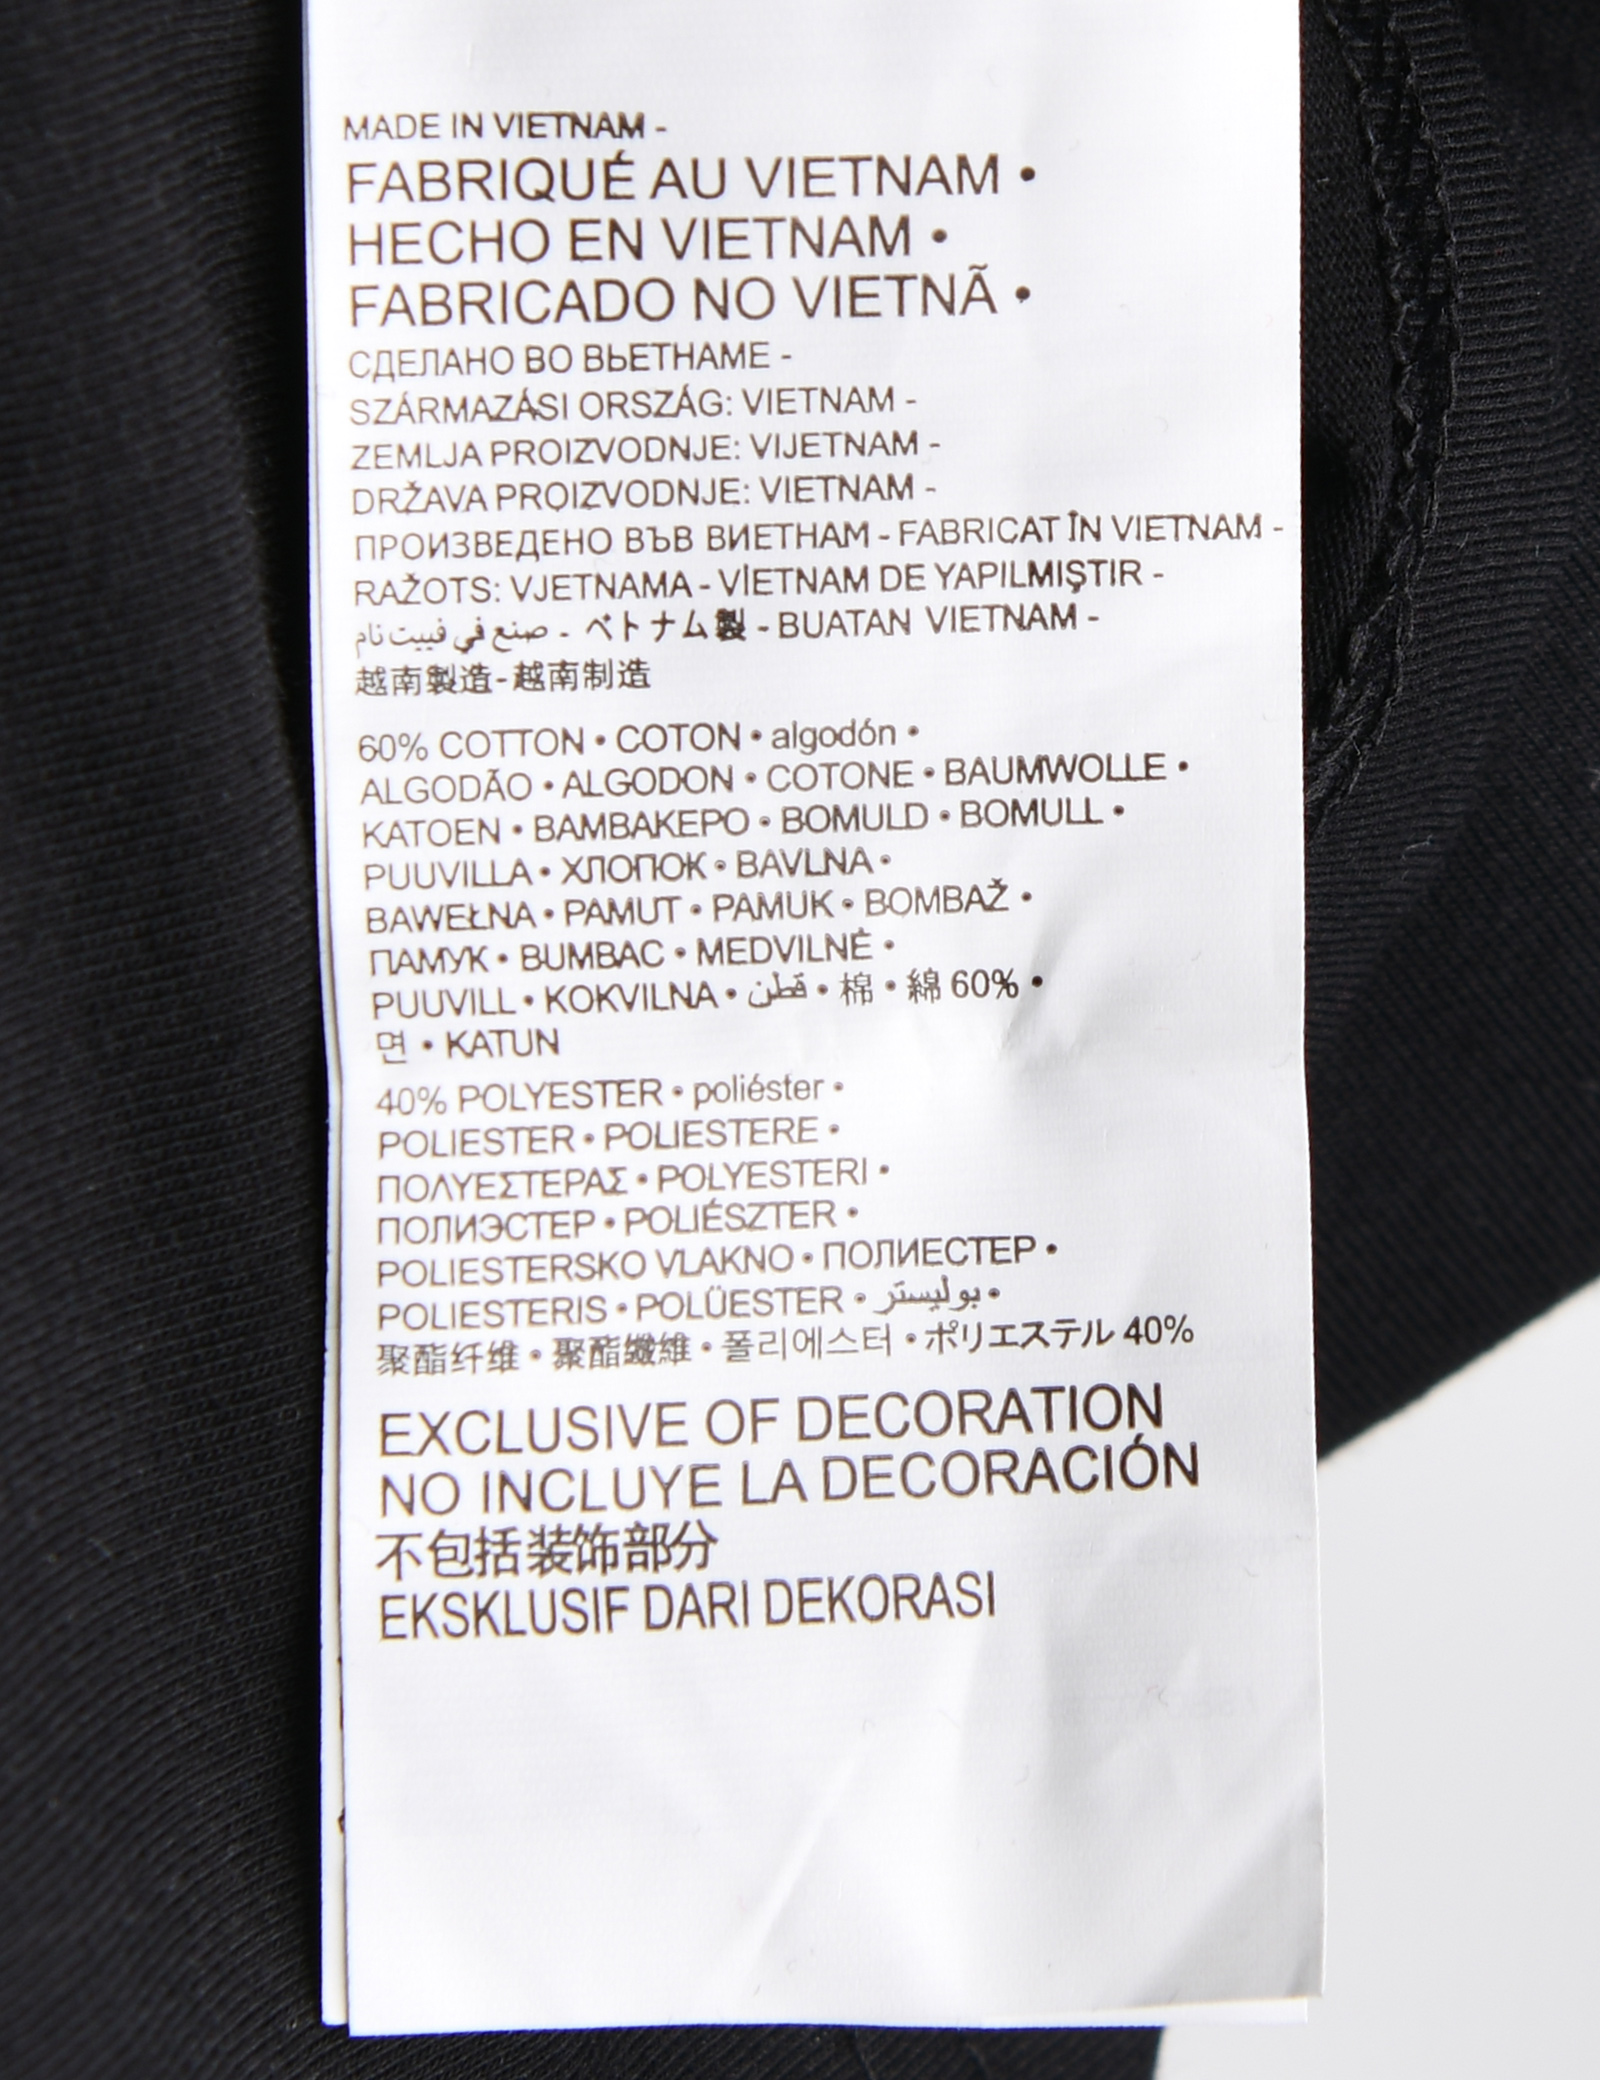 MADE IN VIETNAM -
FABRIQUÉ AU VIETNAM •
HECHO EN VIETNAM •
FABRICADO NO VIETNÃ •
СДЕЛАНО ВО ВЬЕТНАМЕ -
SZÁRMAZÁSI ORSZÁG: VIETNAM -
ZEMLJA PROIZVODNJE: VIJETNAM -
DRŽAVA PROIZVODNJE: VIETNAM -
ПРОИЗВЕДЕНО ВЪВ ВИЕТНАМ - FABRICAT ÎN VIETNAM -
RAŽOTS: VJETNAMA - VİETNAM DE YAPILMIŞTIR -
صنع في فييت نام - ベトナム製 - BUATAN VIETNAM -
越南製造 - 越南制造
60% COTTON • COTON • algodón •
ALGODÃO • ALGODON • COTONE • BAUMWOLLE •
KATOEN • ΒΑΜΒΑΚΕΡΟ • BOMULD • BOMULL •
PUUVILLA • ХЛОПОК • BAVLNA •
BAWEŁNA • PAMUT • PAMUK • BOMBAŽ •
ПАМУК • BUMBAC • MEDVILNĖ •
PUUVILL • KOKVILNA • قطن • 棉 • 綿 60% •
면 • KATUN
40% POLYESTER • poliéster •
POLIESTER • POLIESTERE •
ΠΟΛΥΕΣΤΕΡΑΣ • POLYESTERI •
ПОЛИЭСТЕР • POLIÉSZTER •
POLIESTERSKO VLAKNO • ПОЛИЕСТЕР •
POLIESTERIS • POLÜESTER • بوليستر •
聚酯纤维 • 聚酯纖維 • 폴리에스터 • ポリエステル 40%
EXCLUSIVE OF DECORATION
NO INCLUYE LA DECORACIÓN
不包括装饰部分
EKSKLUSIF DARI DEKORASI